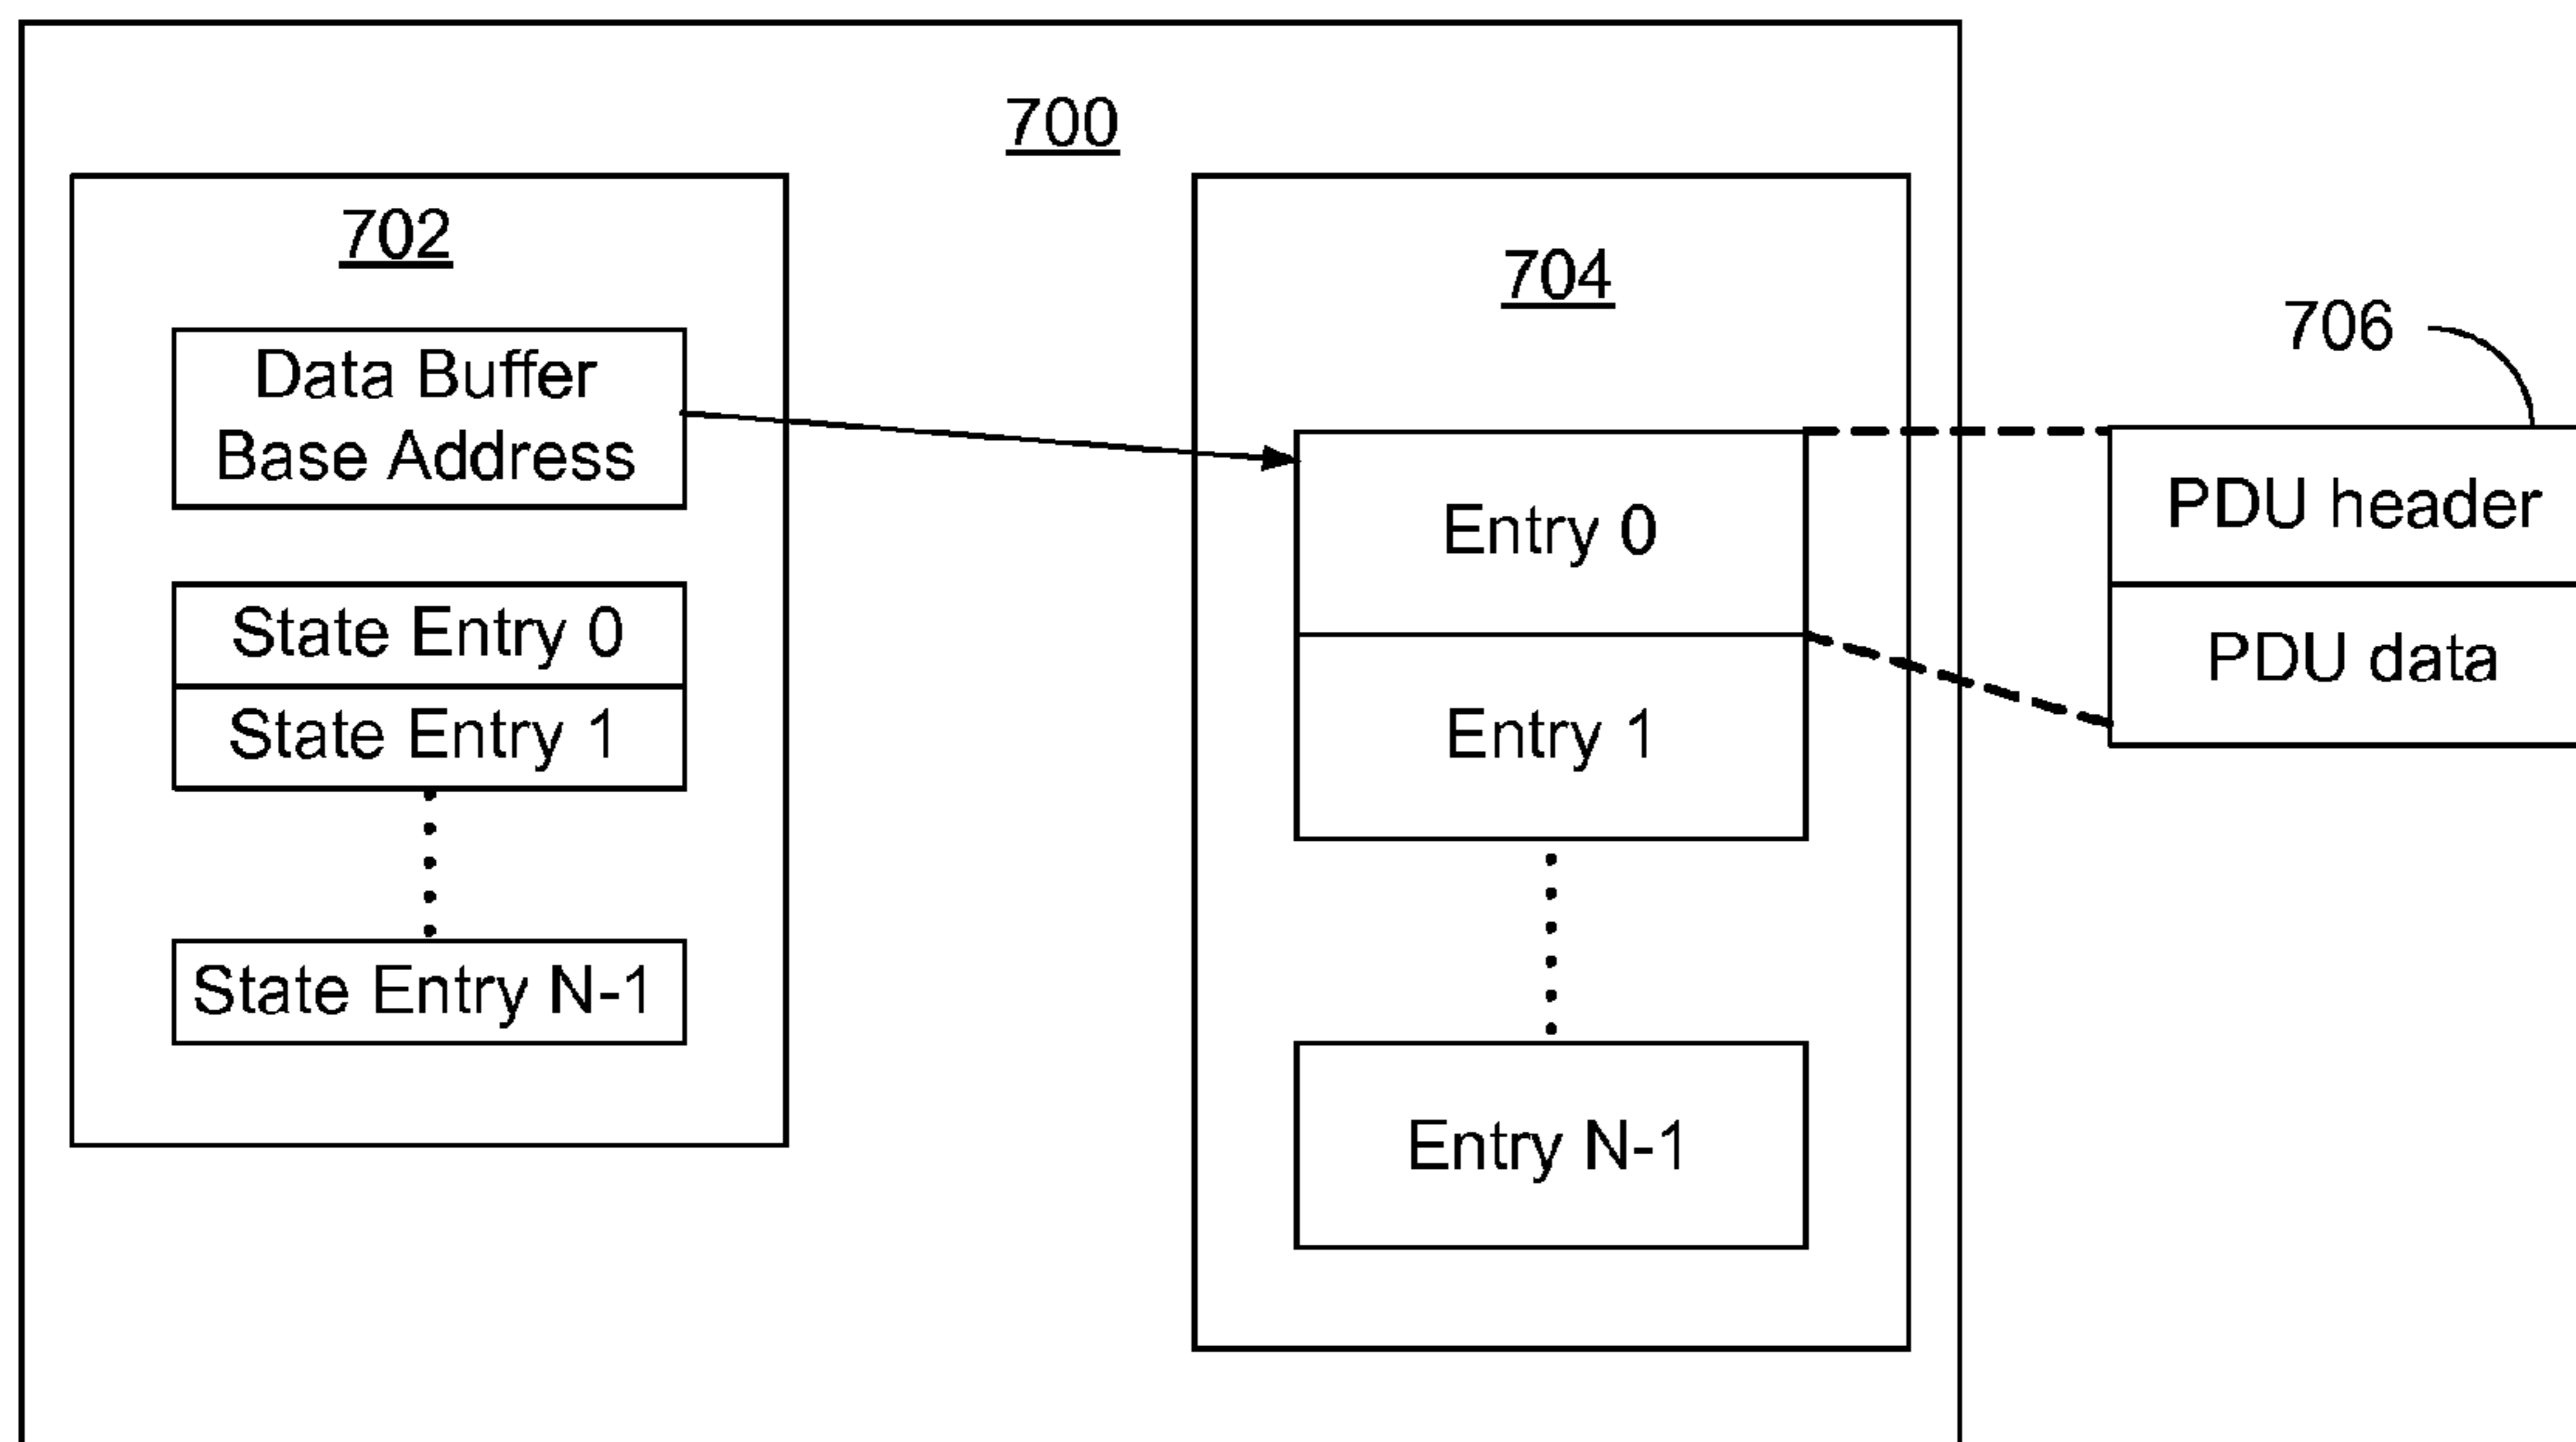 700
702
Data Buffer
Base Address
State Entry 0
State Entry 1
State Entry N-1
704
Entry 0
Entry 1
Entry N-1
706
PDU header
PDU data